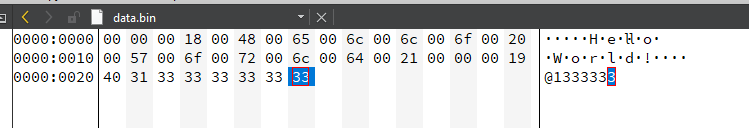 data.bin
0000:0000 00 00 00 18 00 48 00 65 00 6c 00 6c 00 6f 00 20 ·····H·e·l·l·o· 
0000:0010 00 57 00 6f 00 72 00 6c 00 64 00 21 00 00 00 19 ·W·o·r·l·d·!····
0000:0020 40 31 33 33 33 33 33 33 @1333333